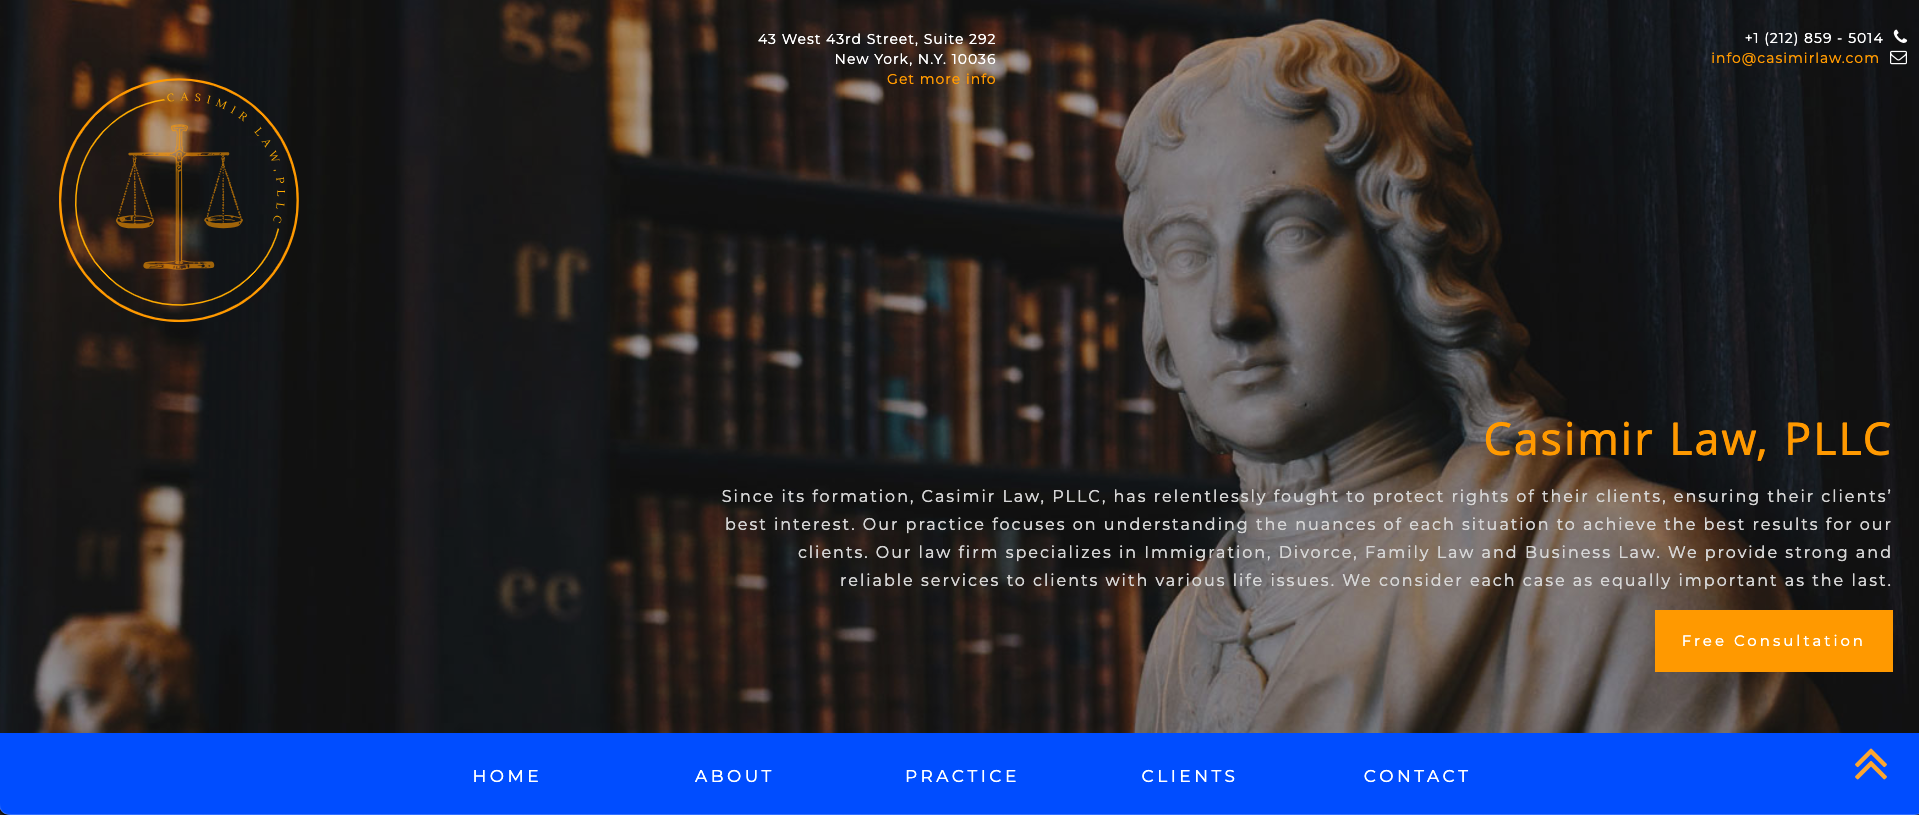 43 West 43rd Street, Suite 292
New York, N.Y. 10036
Get more info
+1 (212) 859 - 5014
info@casimirlaw.com
CASIMIR LAW, PLLC
gg
ff
gg
ff
ee
Casimir Law, PLLC
Since its formation, Casimir Law, PLLC, has relentlessly fought to protect rights of their clients, ensuring their clients’
best interest. Our practice focuses on understanding the nuances of each situation to achieve the best results for our
clients. Our law firm specializes in Immigration, Divorce, Family Law and Business Law. We provide strong and
reliable services to clients with various life issues. We consider each case as equally important as the last.
Free Consultation
HOME
ABOUT
PRACTICE
CLIENTS
CONTACT